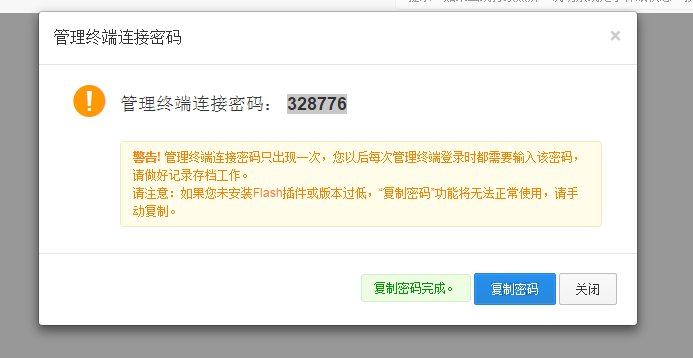 管理终端连接密码
×
管理终端连接密码： 328776
警告! 管理终端连接密码只出现一次，您以后每次管理终端登录时都需要输入该密码，
请做好记录存档工作。
请注意：如果您未安装Flash插件或版本过低，“复制密码”功能将无法正常使用，请手
动复制。
复制密码完成。
复制密码
关闭